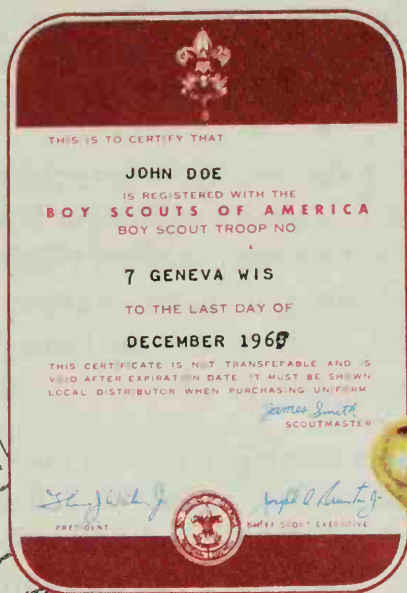 THIS IS TO CERTIFY THAT
JOHN DOE
IS REGISTERED WITH THE
BOY SCOUTS OF AMERICA
BOY SCOUT TROOP NO
7 GENEVA WIS
TO THE LAST DAY OF
DECEMBER 196
THIS CERTIFICATE IS NOT TRANSFERABLE AND IS
VOID AFTER EXPIRATION DATE IT MUST BE SHOWN
LOCAL DISTRIBUTOR WHEN PURCHASING UNIFORM
James Smith
SCOUTMASTER
PRESIDENT
CHIEF SCOUT EXECUTIVE